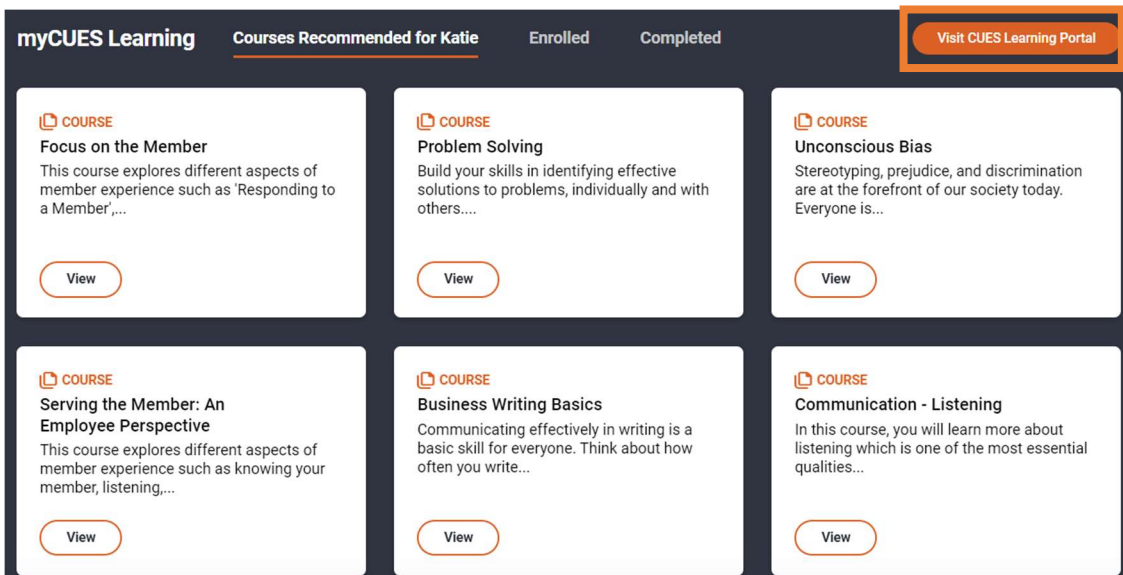 myCUES Learning
Courses Recommended for Katie
Enrolled
Completed
Visit CUES Learning Portal
COURSE
Focus on the Member
This course explores different aspects of
member experience such as 'Responding to
a Member',...
View
COURSE
Problem Solving
Build your skills in identifying effective
solutions to problems, individually and with
others....
View
COURSE
Unconscious Bias
Stereotyping, prejudice, and discrimination
are at the forefront of our society today.
Everyone is...
View
COURSE
Serving the Member: An
Employee Perspective
This course explores different aspects of
member experience such as knowing your
member, listening,...
View
COURSE
Business Writing Basics
Communicating effectively in writing is a
basic skill for everyone. Think about how
often you write...
View
COURSE
Communication - Listening
In this course, you will learn more about
listening which is one of the most essential
qualities...
View